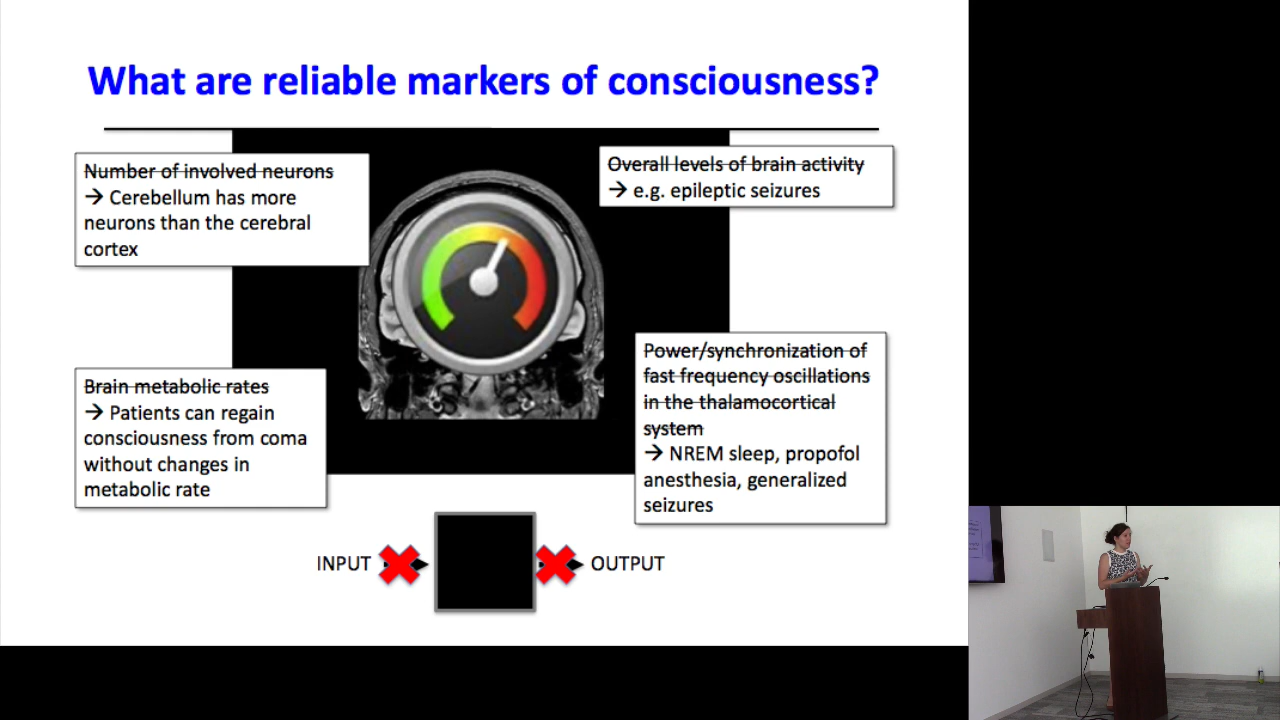 What are reliable markers of consciousness?
Number of involved neurons
→ Cerebellum has more
neurons than the cerebral
cortex
Overall levels of brain activity
→ e.g. epileptic seizures
Brain metabolic rates
→ Patients can regain
consciousness from coma
without changes in
metabolic rate
Power/synchronization of
fast frequency oscillations
in the thalamocortical
system
→ NREM sleep, propofol
anesthesia, generalized
seizures
INPUT
OUTPUT